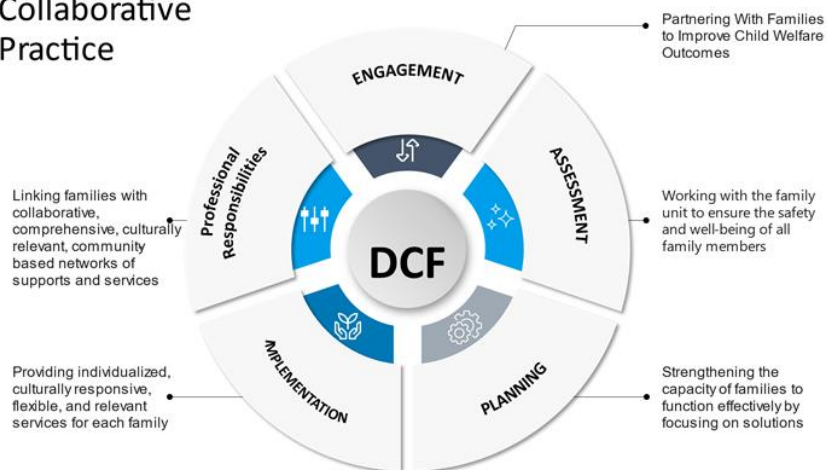 Collaborative
Practice
Partnering With Families
to Improve Child Welfare
Outcomes
ENGAGEMENT
ASSESSMENT
Professional
Responsibilities
Linking families with
collaborative,
comprehensive, culturally
relevant, community
based networks of
supports and services
Working with the family
unit to ensure the safety
and well-being of all
family members
DCF
IMPLEMENTATION
PLANNING
Providing individualized,
culturally responsive,
flexible, and relevant
services for each family
Strengthening the
capacity of families to
function effectively by
focusing on solutions